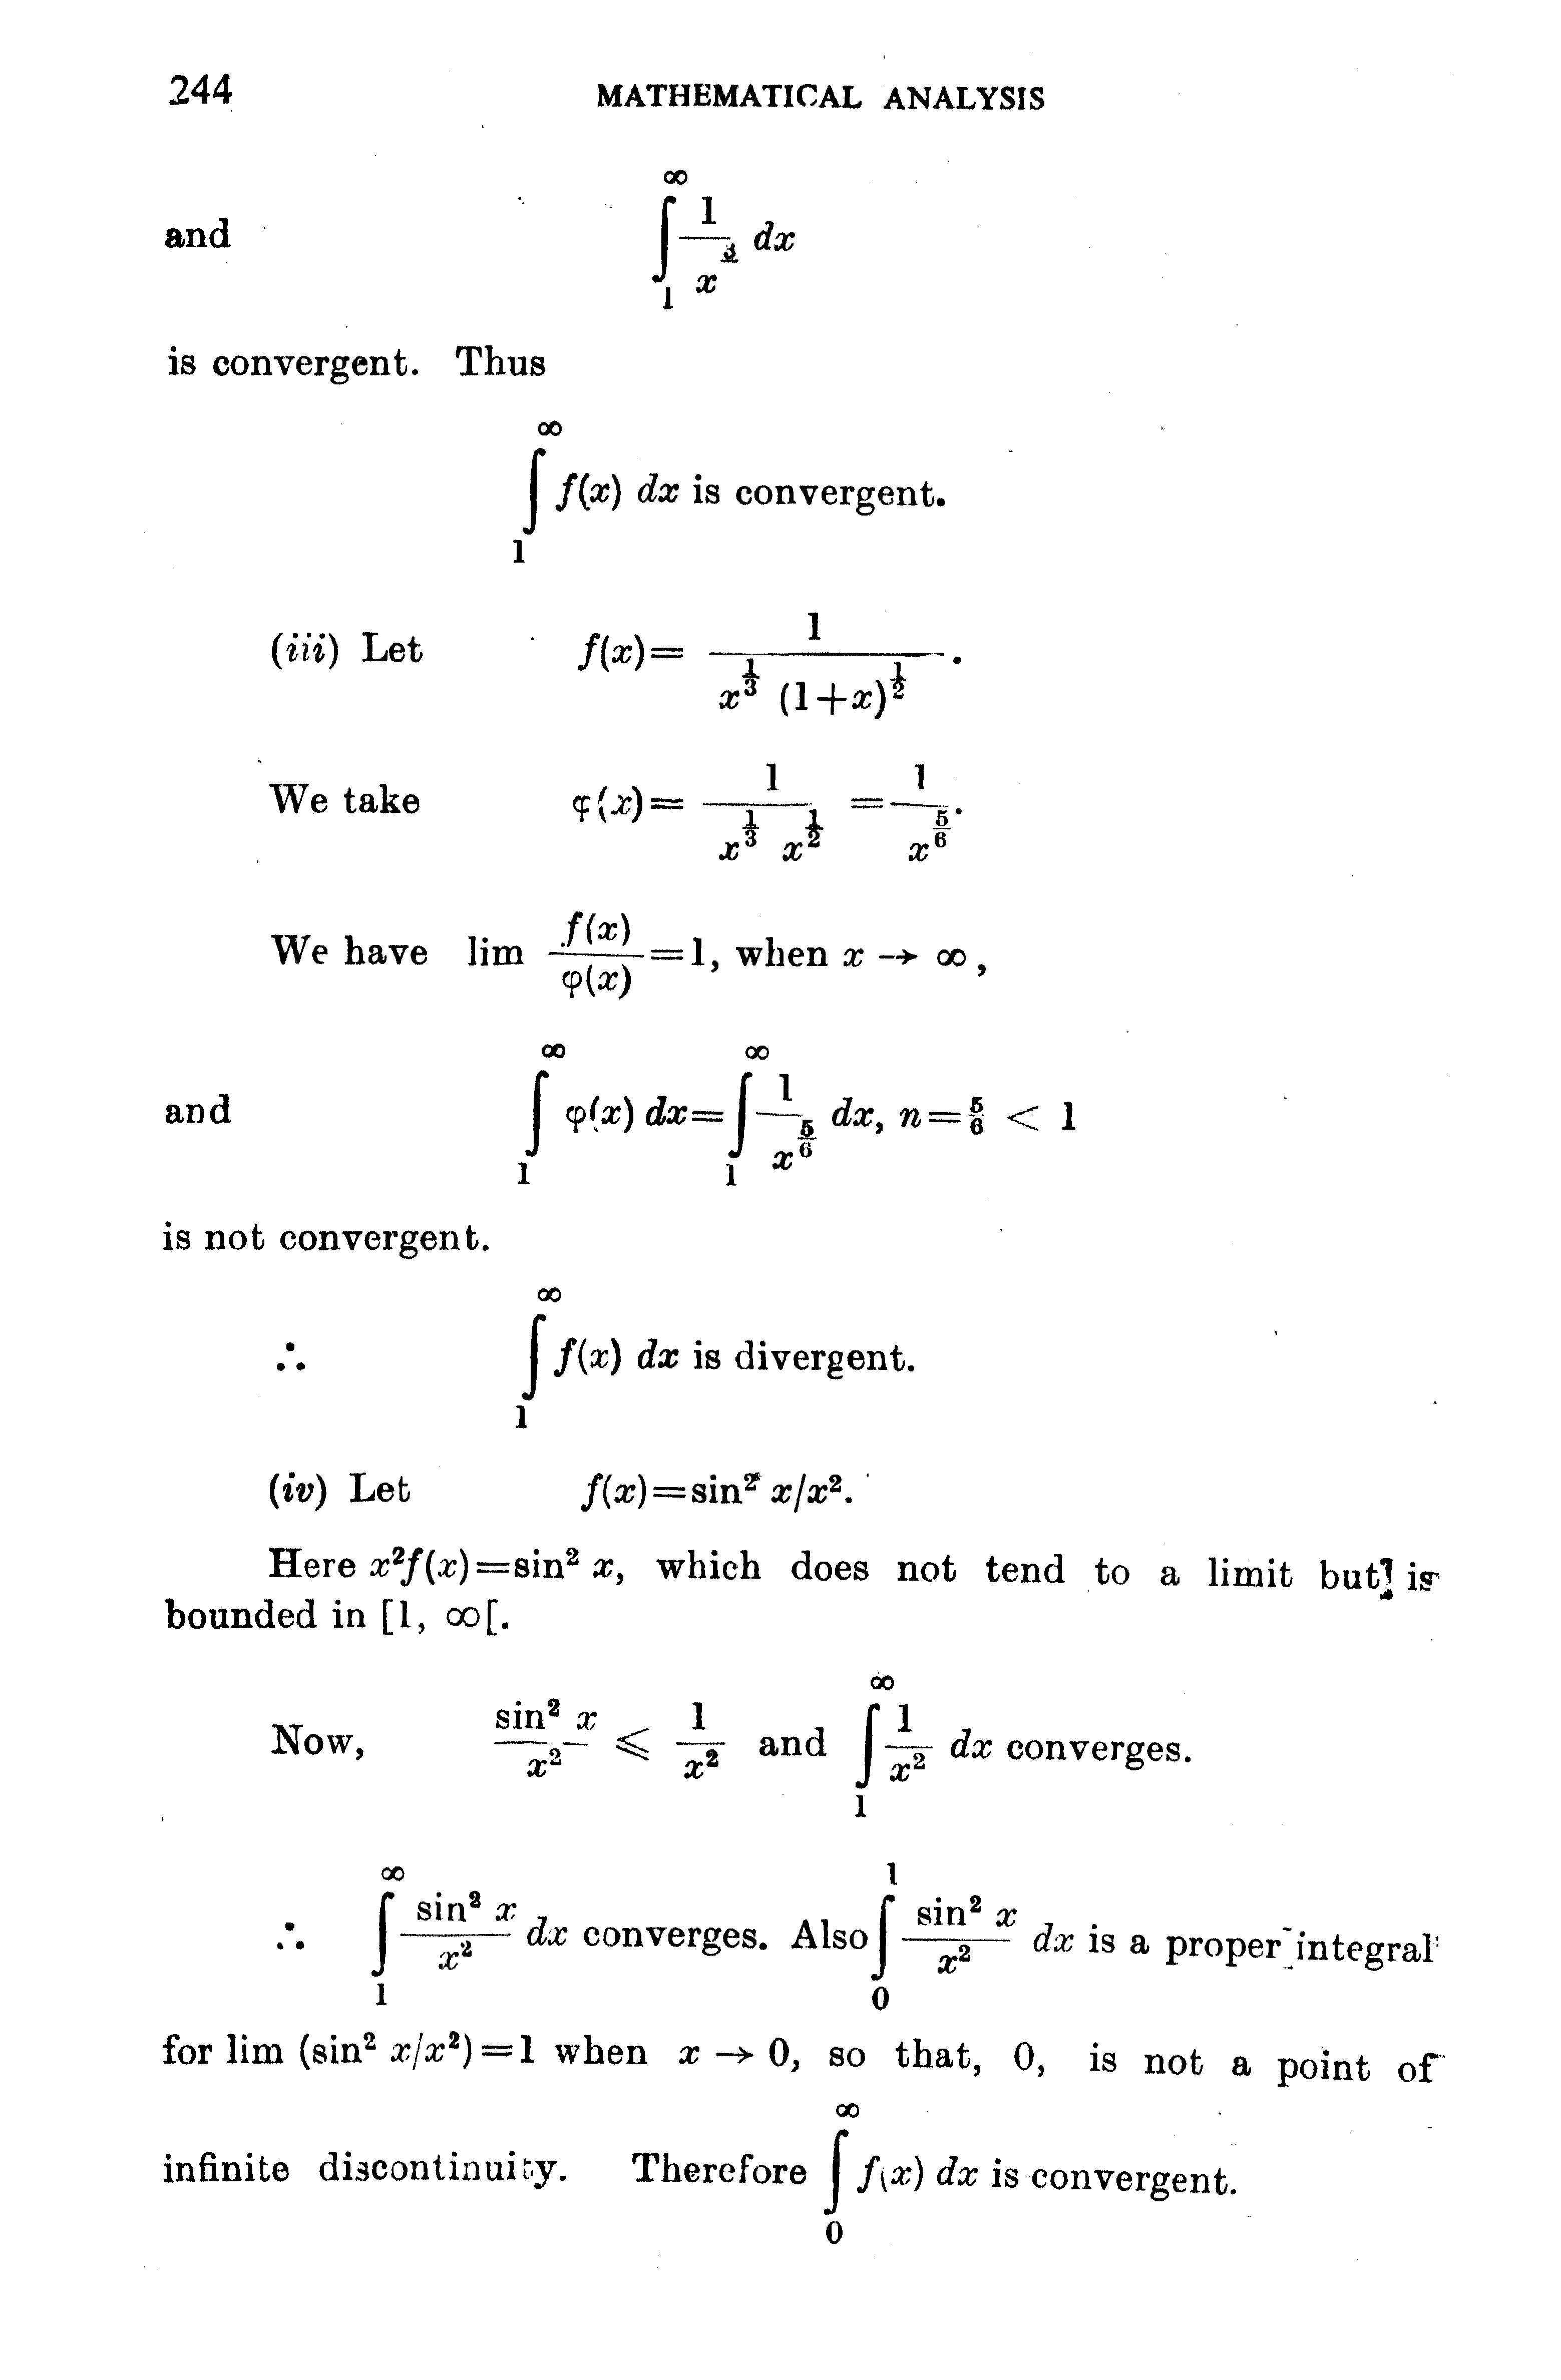 244 MATHEMATICAL ANALYSIS
and $\int_1^\infty \frac{1}{x^{3}} dx$
is convergent. Thus
$\int_1^\infty f(x)\, dx$ is convergent.
(iii) Let $f(x) = \frac{1}{x^{\frac{1}{3}} (1+x)^{\frac{1}{2}}}$.
We take $\varphi(x) = \frac{1}{x^{\frac{1}{3}} x^{\frac{1}{2}}} = \frac{1}{x^{\frac{5}{6}}}$.
We have $\lim \frac{f(x)}{\varphi(x)} = 1$, when $x \to \infty$,
and $\int_1^\infty \varphi(x)\, dx = \int_1^\infty \frac{1}{x^{\frac{5}{6}}} dx$, $n = \frac{5}{6} < 1$
is not convergent.
∴ $\int_1^\infty f(x)\, dx$ is divergent.
(iv) Let $f(x) = \sin^2 x/x^2$.
Here $x^2 f(x) = \sin^2 x$, which does not tend to a limit but is
bounded in [1, ∞[.
Now, $\frac{\sin^2 x}{x^2} \leqslant \frac{1}{x^2}$ and $\int_1^\infty \frac{1}{x^2} dx$ converges.
∴ $\int_1^\infty \frac{\sin^2 x}{x^2} dx$ converges. Also $\int_0^1 \frac{\sin^2 x}{x^2} dx$ is a proper integral
for lim $(\sin^2 x/x^2) = 1$ when $x \to 0$, so that, 0, is not a point of
infinite discontinuity. Therefore $\int_0^\infty f(x)\, dx$ is convergent.